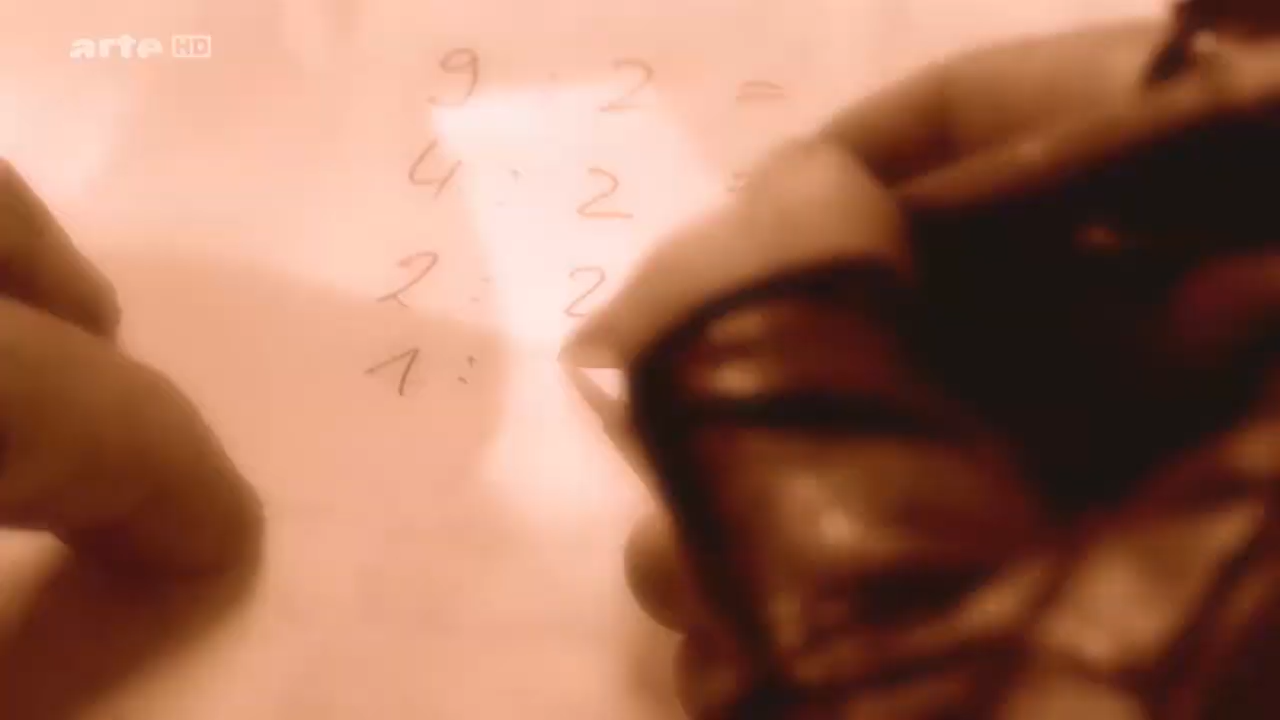 arte HD
9 : 2 =
4 : 2 =
2 : 2
1 :